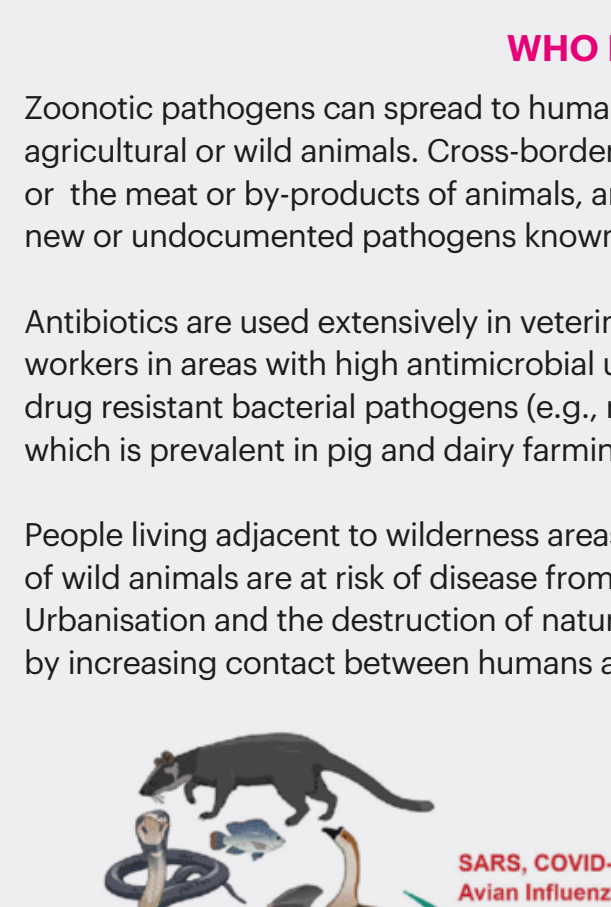 WHO
Zoonotic pathogens can spread to huma
agricultural or wild animals. Cross-border
or the meat or by-products of animals, a
new or undocumented pathogens known
Antibiotics are used extensively in veterin
workers in areas with high antimicrobial
drug resistant bacterial pathogens (e.g.,
which is prevalent in pig and dairy farmin
People living adjacent to wilderness areas
of wild animals are at risk of disease from
Urbanisation and the destruction of natur
by increasing contact between humans a
SARS, COVID-
Avian Influenz